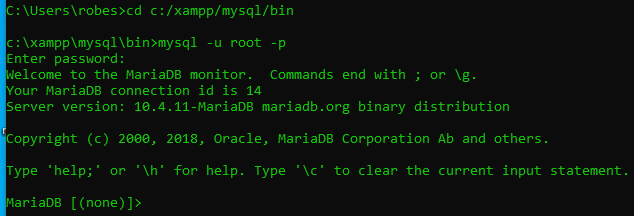 C:\Users\robes>cd c:/xampp/mysql/bin
c:\xampp\mysql\bin>mysql -u root -p
Enter password:
Welcome to the MariaDB monitor.  Commands end with ; or \g.
Your MariaDB connection id is 14
Server version: 10.4.11-MariaDB mariadb.org binary distribution
Copyright (c) 2000, 2018, Oracle, MariaDB Corporation Ab and others.
Type 'help;' or '\h' for help. Type '\c' to clear the current input statement.
MariaDB [(none)]>